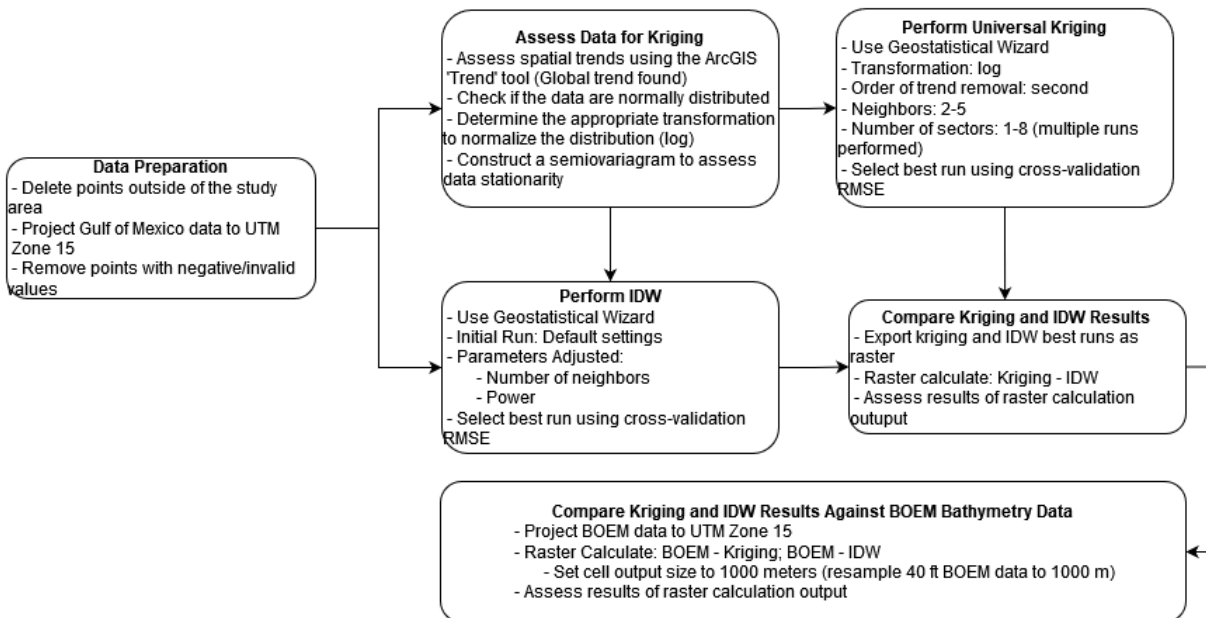 Data Preparation
- Delete points outside of the study
area
- Project Gulf of Mexico data to UTM
Zone 15
- Remove points with negative/invalid
values
Assess Data for Kriging
- Assess spatial trends using the ArcGIS
'Trend' tool (Global trend found)
- Check if the data are normally distributed
- Determine the appropriate transformation
to normalize the distribution (log)
- Construct a semiovariagram to assess
data stationarity
Perform Universal Kriging
- Use Geostatistical Wizard
- Transformation: log
- Order of trend removal: second
- Neighbors: 2-5
- Number of sectors: 1-8 (multiple runs
performed)
- Select best run using cross-validation
RMSE
Perform IDW
- Use Geostatistical Wizard
- Initial Run: Default settings
- Parameters Adjusted:
- Number of neighbors
- Power
- Select best run using cross-validation
RMSE
Compare Kriging and IDW Results
- Export kriging and IDW best runs as
raster
- Raster calculate: Kriging - IDW
- Assess results of raster calculation
outuput
Compare Kriging and IDW Results Against BOEM Bathymetry Data
- Project BOEM data to UTM Zone 15
- Raster Calculate: BOEM - Kriging; BOEM - IDW
- Set cell output size to 1000 meters (resample 40 ft BOEM data to 1000 m)
- Assess results of raster calculation output